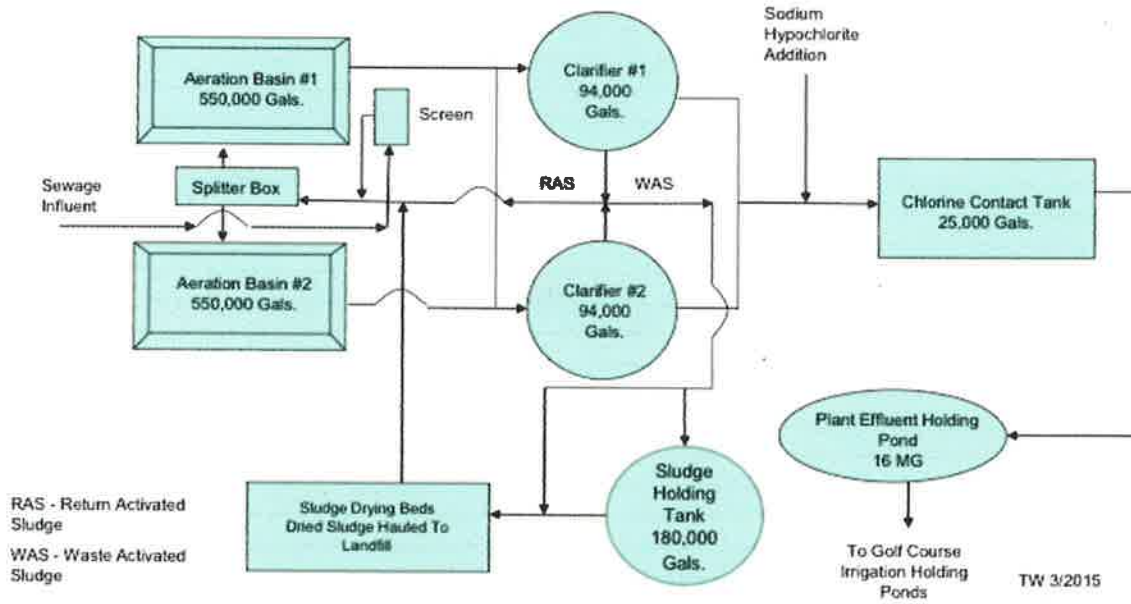 Sodium
Hypochlorite
Addition
Aeration Basin #1
550,000 Gals.
Clarifier #1
94,000
Gals.
Screen
Sewage
Influent
Splitter Box
RAS
WAS
Chlorine Contact Tank
25,000 Gals.
Aeration Basin #2
550,000 Gals.
Clarifier #2
94,000
Gals.
Plant Effluent Holding
Pond
16 MG
Sludge
Holding
Tank
180,000
Gals.
Sludge Drying Beds
Dried Sludge Hauled To
Landfill
RAS - Return Activated
Sludge
WAS - Waste Activated
Sludge
To Golf Course
Irrigation Holding
Ponds
TW 3/2015